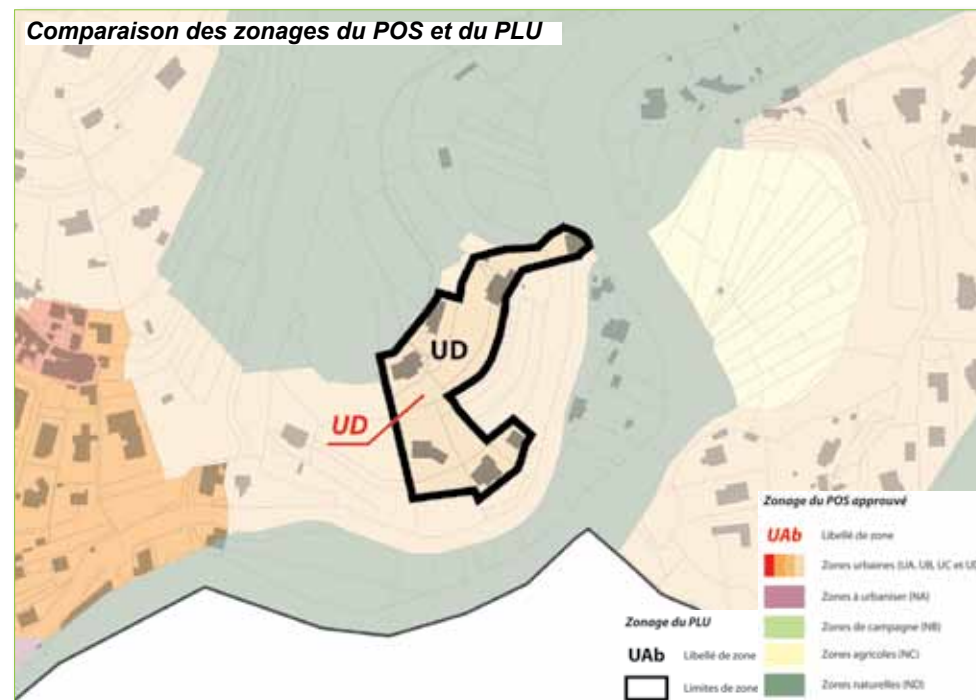 Comparaison des zonages du POS et du PLU
UD
UD
Zonage du POS approuvé
UAb Libellé de zone
Zones urbaines (UA, UB, UC et UD
Zones à urbaniser (NA)
Zones de campagne (NB)
Zones agricoles (NC)
Zones naturelles (ND)
Zonage du PLU
UAb Libellé de zone
Limites de zone